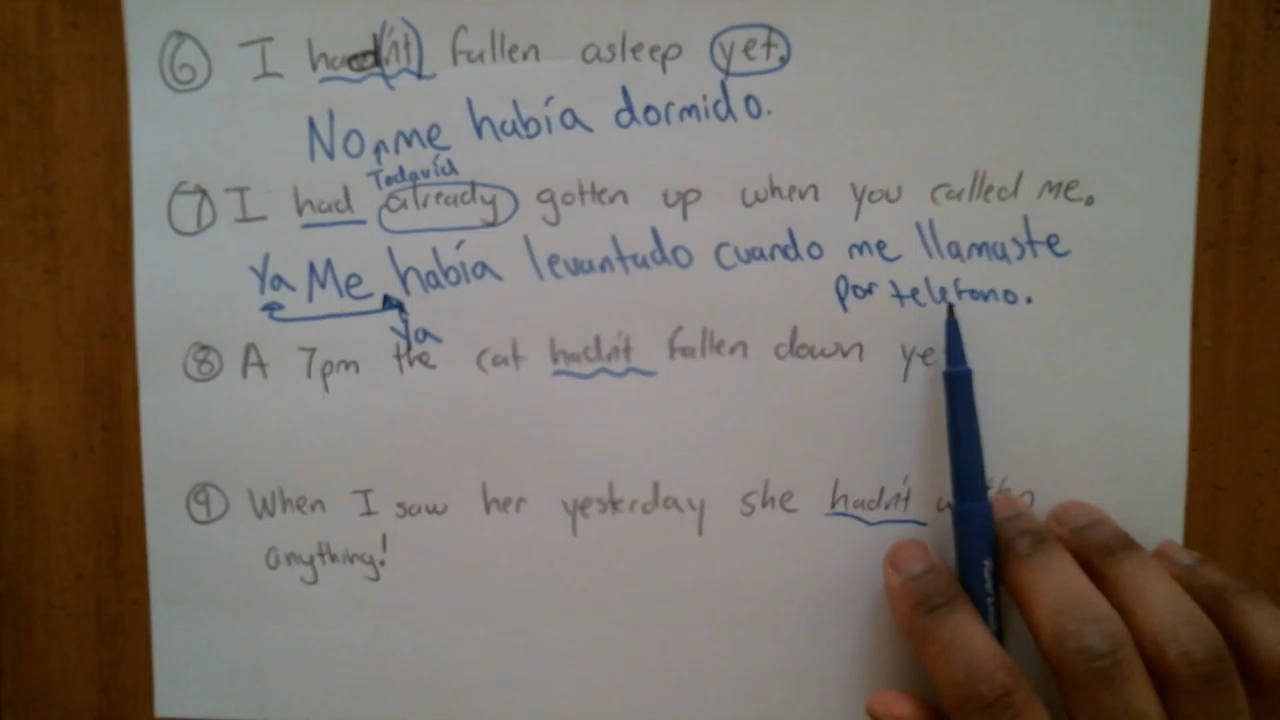 ⑥ I hadn't fallen asleep yet.
No me había dormido.
Todavía
⑦ I had already gotten up when you called me.
Ya Me había levantado cuando me llamaste
por teléfono.
Ya
⑧ A 7pm the cat hadn't fallen down
⑨ When I saw her yesterday she hadn't
anything!